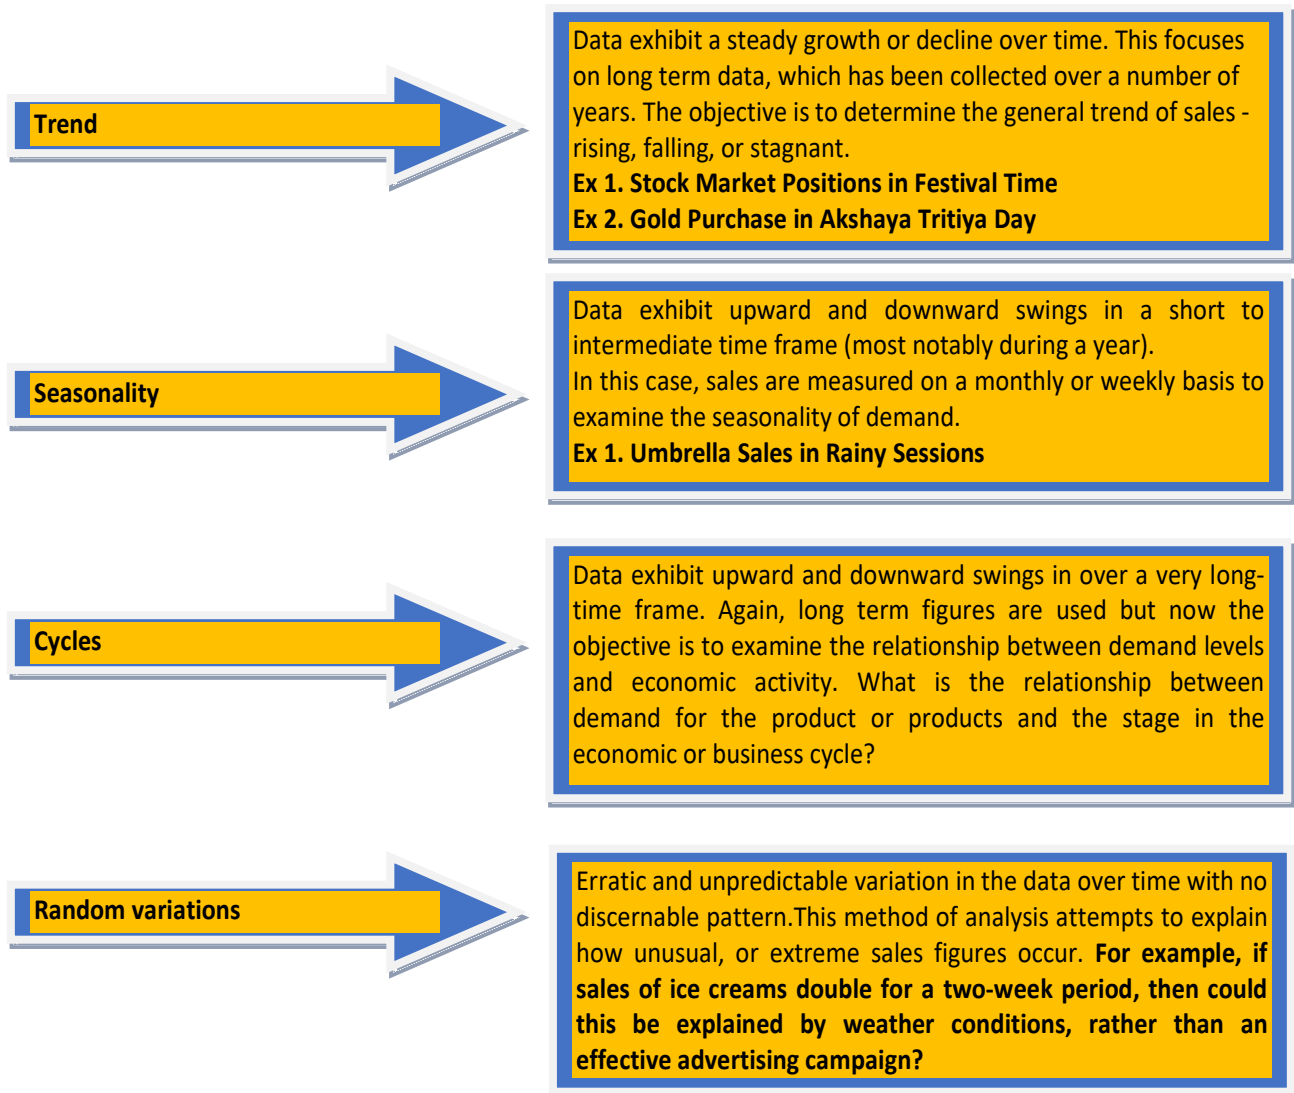 Trend
Data exhibit a steady growth or decline over time. This focuses
on long term data, which has been collected over a number of
years. The objective is to determine the general trend of sales -
rising, falling, or stagnant.
Ex 1. Stock Market Positions in Festival Time
Ex 2. Gold Purchase in Akshaya Tritiya Day
Seasonality
Data exhibit upward and downward swings in a short to
intermediate time frame (most notably during a year).
In this case, sales are measured on a monthly or weekly basis to
examine the seasonality of demand.
Ex 1. Umbrella Sales in Rainy Sessions
Cycles
Data exhibit upward and downward swings in over a very long-
time frame. Again, long term figures are used but now the
objective is to examine the relationship between demand levels
and economic activity. What is the relationship between
demand for the product or products and the stage in the
economic or business cycle?
Random variations
Erratic and unpredictable variation in the data over time with no
discernable pattern.This method of analysis attempts to explain
how unusual, or extreme sales figures occur. For example, if
sales of ice creams double for a two-week period, then could
this be explained by weather conditions, rather than an
effective advertising campaign?